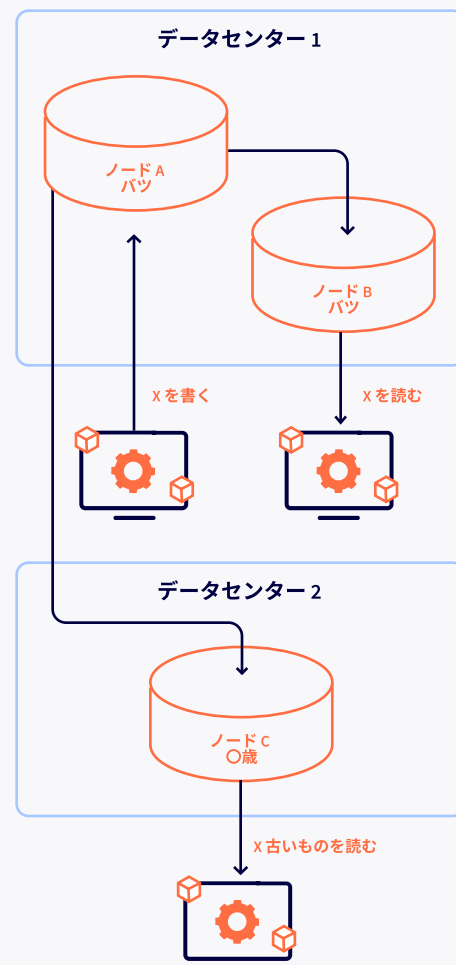 データセンター 1
ノード A
バツ
ノード B
バツ
X を書く
X を読む
データセンター 2
ノード C
〇歳
X 古いものを読む